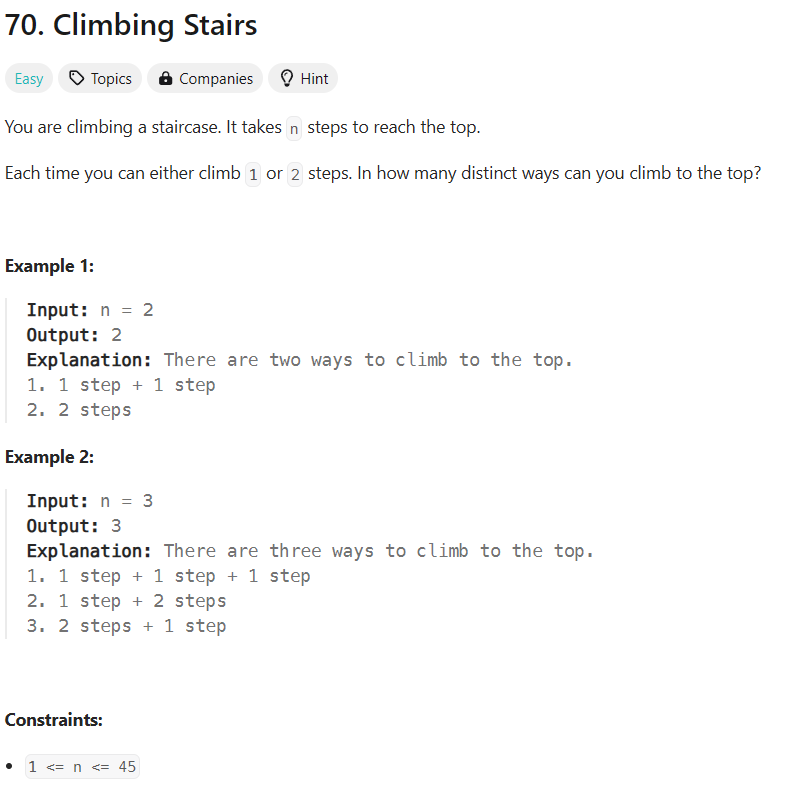 70. Climbing Stairs
Easy Topics Companies Hint
You are climbing a staircase. It takes n steps to reach the top.
Each time you can either climb 1 or 2 steps. In how many distinct ways can you climb to the top?
Example 1:
Input: n = 2
Output: 2
Explanation: There are two ways to climb to the top.
1. 1 step + 1 step
2. 2 steps
Example 2:
Input: n = 3
Output: 3
Explanation: There are three ways to climb to the top.
1. 1 step + 1 step + 1 step
2. 1 step + 2 steps
3. 2 steps + 1 step
Constraints:
• 1 <= n <= 45